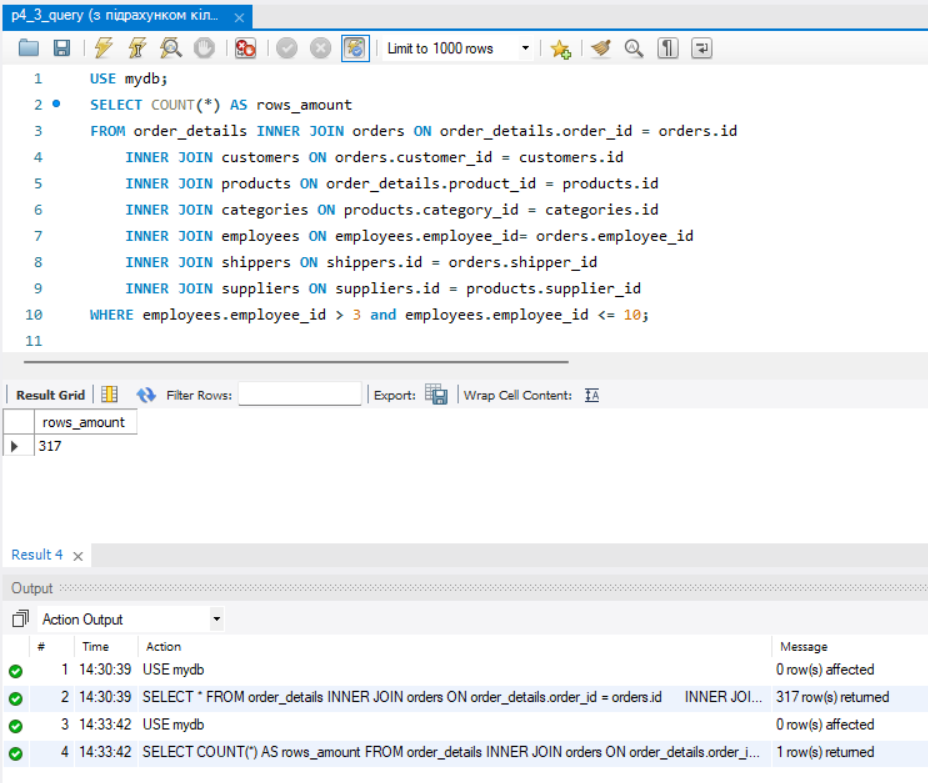 p4_3_query (з підрахунком кіл...
Limit to 1000 rows
1 USE mydb;
2 SELECT COUNT(*) AS rows_amount
3 FROM order_details INNER JOIN orders ON order_details.order_id = orders.id
4 INNER JOIN customers ON orders.customer_id = customers.id
5 INNER JOIN products ON order_details.product_id = products.id
6 INNER JOIN categories ON products.category_id = categories.id
7 INNER JOIN employees ON employees.employee_id= orders.employee_id
8 INNER JOIN shippers ON shippers.id = orders.shipper_id
9 INNER JOIN suppliers ON suppliers.id = products.supplier_id
10 WHERE employees.employee_id > 3 and employees.employee_id <= 10;
11
Result Grid Filter Rows: Export: Wrap Cell Content:
rows_amount
317
Result 4
Output
Action Output
# Time Action Message
1 14:30:39 USE mydb 0 row(s) affected
2 14:30:39 SELECT * FROM order_details INNER JOIN orders ON order_details.order_id = orders.id INNER JOI... 317 row(s) returned
3 14:33:42 USE mydb 0 row(s) affected
4 14:33:42 SELECT COUNT(*) AS rows_amount FROM order_details INNER JOIN orders ON order_details.order_i... 1 row(s) returned